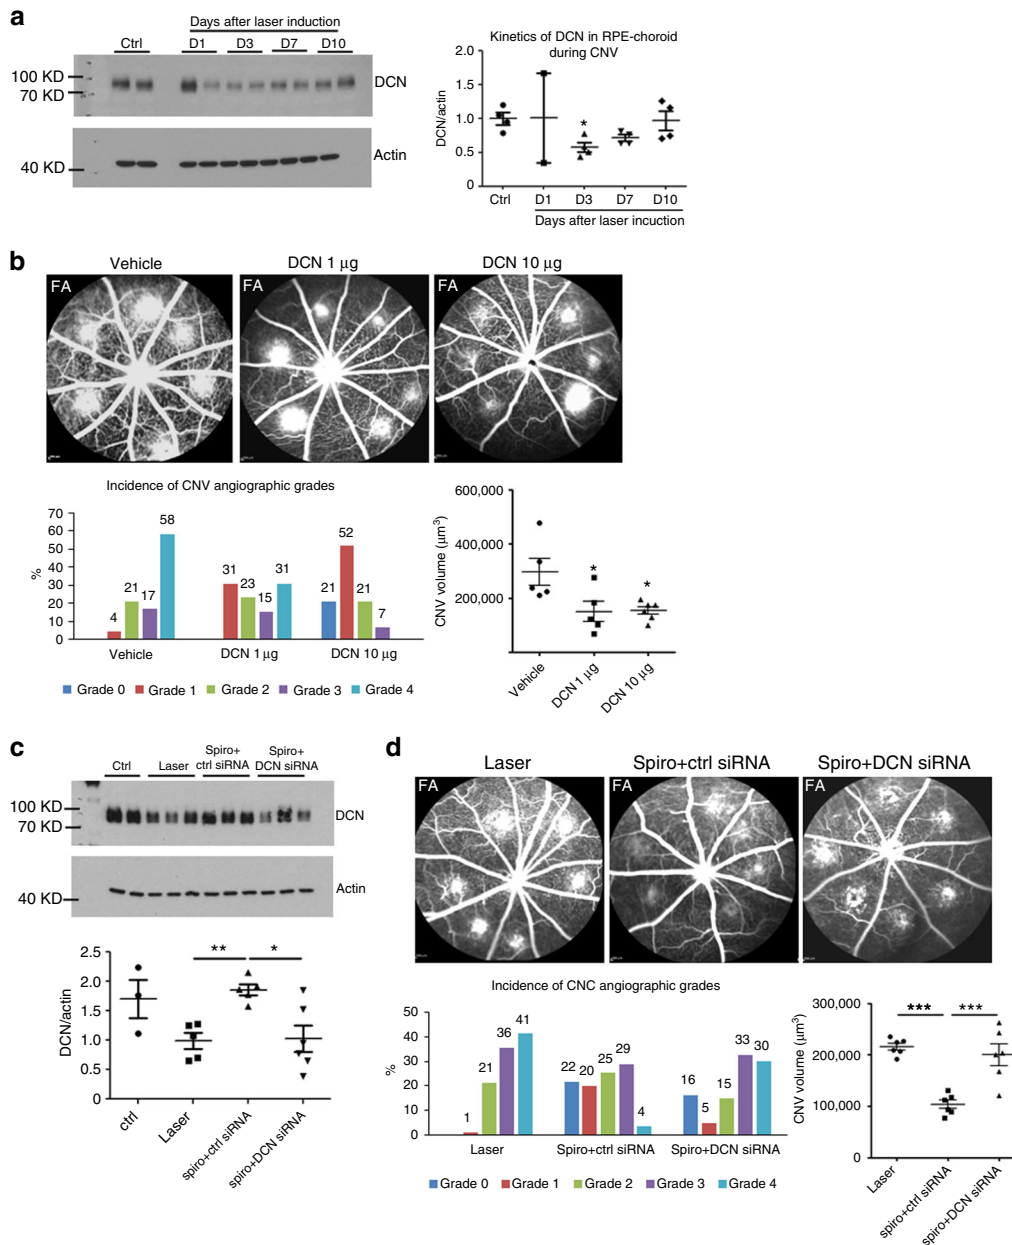 a
Days after laser induction
Ctrl D1 D3 D7 D10
100 KD
70 KD
DCN
40 KD
Actin
Kinetics of DCN in RPE-choroid
during CNV
DCN/actin
2.0
1.5
1.0
0.5
0
*
Ctrl D1 D3 D7 D10
Days after laser incuction
b
Vehicle DCN 1 µg DCN 10 µg
FA FA FA
Incidence of CNV angiographic grades
%
70
60
50
40
30
20
10
0
4 21 17 58
31 23 15 31
21 52 21 7
Vehicle DCN 1 µg DCN 10 µg
Grade 0 Grade 1 Grade 2 Grade 3 Grade 4
CNV volume (µm³)
600,000
400,000
200,000
* *
Vehicle DCN 1 µg DCN 10 µg
c
Ctrl Laser Spiro+ ctrl siRNA Spiro+ DCN siRNA
100 KD
70 KD
DCN
40 KD
Actin
DCN/actin
2.5
2.0
1.5
1.0
0.5
0
** *
ctrl Laser spiro+ctrl siRNA spiro+DCN siRNA
d
Laser Spiro+ctrl siRNA Spiro+DCN siRNA
FA FA FA
Incidence of CNC angiographic grades
%
50
40
30
20
10
0
1 21 36 41
22 20 25 29 4
16 5 15 33 30
Laser Spiro+ctrl siRNA Spiro+DCN siRNA
Grade 0 Grade 1 Grade 2 Grade 3 Grade 4
CNV volume (µm³)
300,000
200,000
100,000
0
*** ***
Laser spiro+ctrl siRNA spiro+DCN siRNA